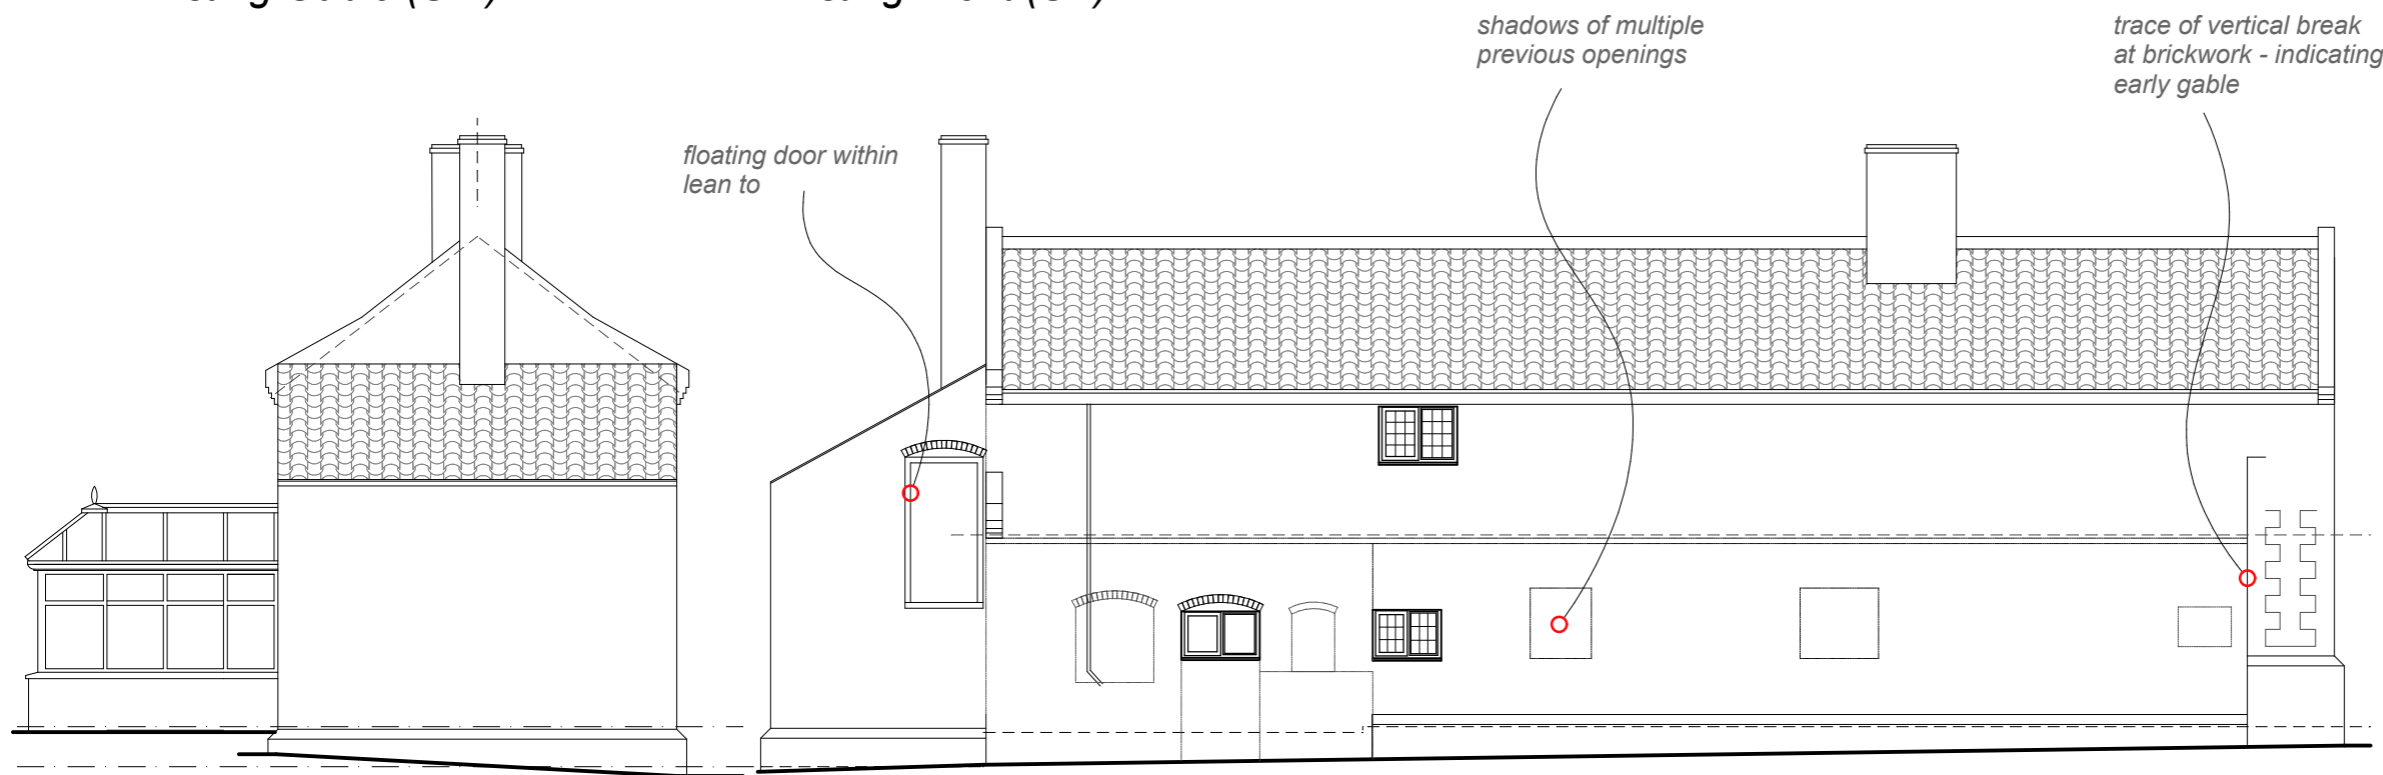 shadows of multiple
previous openings
trace of vertical break
at brickwork - indicating
early gable
floating door within
lean to